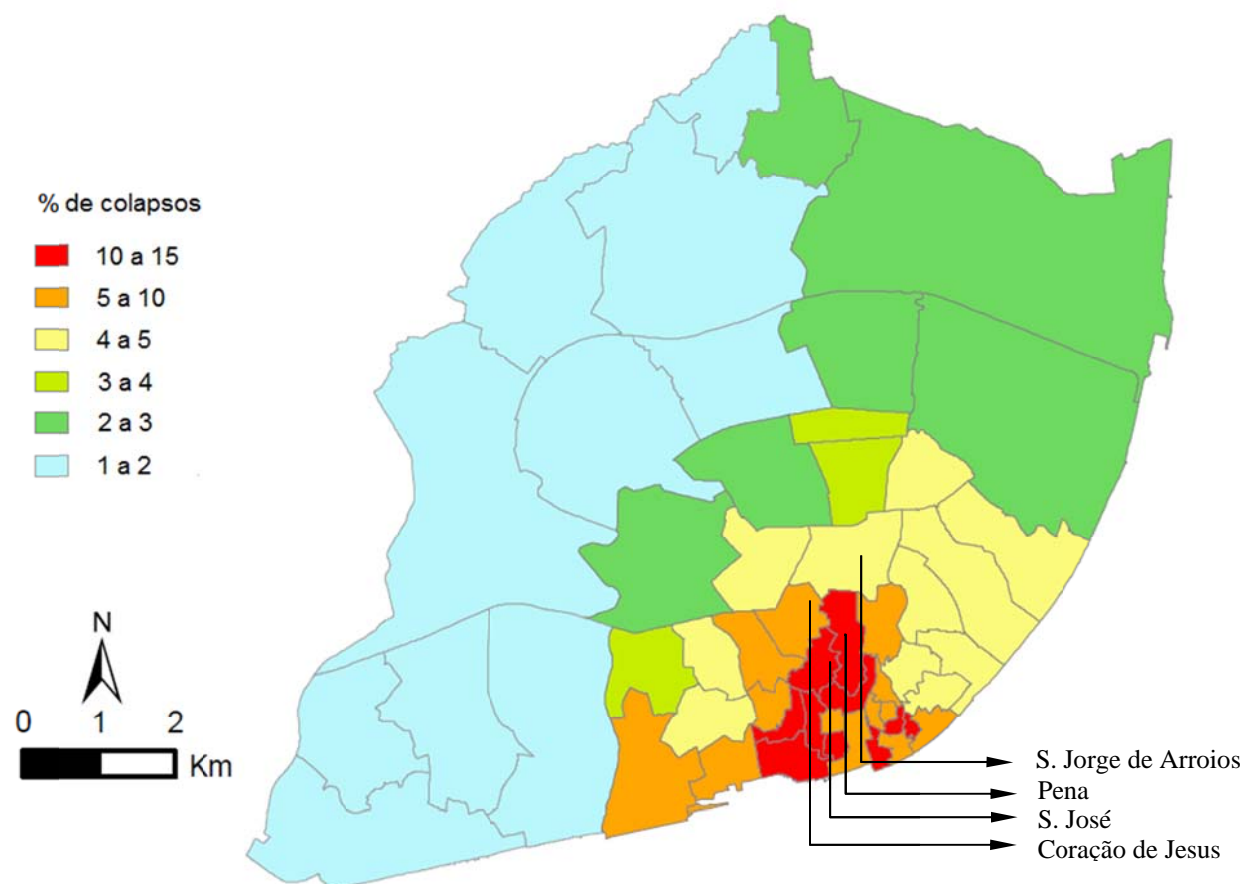 % de colapsos
10 a 15
5 a 10
4 a 5
3 a 4
2 a 3
1 a 2
N
0 1 2
Km
S. Jorge de Arroios
Pena
S. José
Coração de Jesus